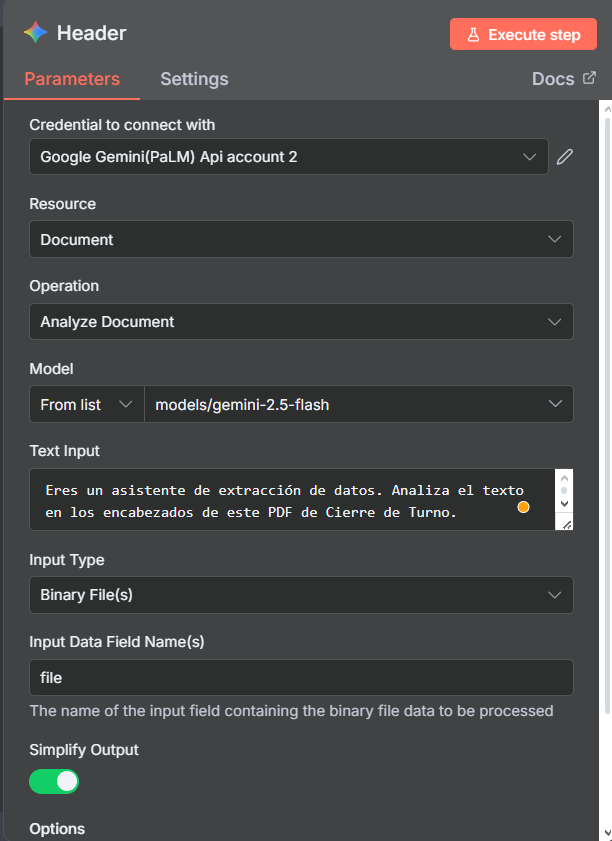 Header
Execute step
Parameters
Settings
Docs
Credential to connect with
Google Gemini(PaLM) Api account 2
Resource
Document
Operation
Analyze Document
Model
From list
models/gemini-2.5-flash
Text Input
Eres un asistente de extracción de datos. Analiza el texto
en los encabezados de este PDF de Cierre de Turno.
Input Type
Binary File(s)
Input Data Field Name(s)
file
The name of the input field containing the binary file data to be processed
Simplify Output
Options